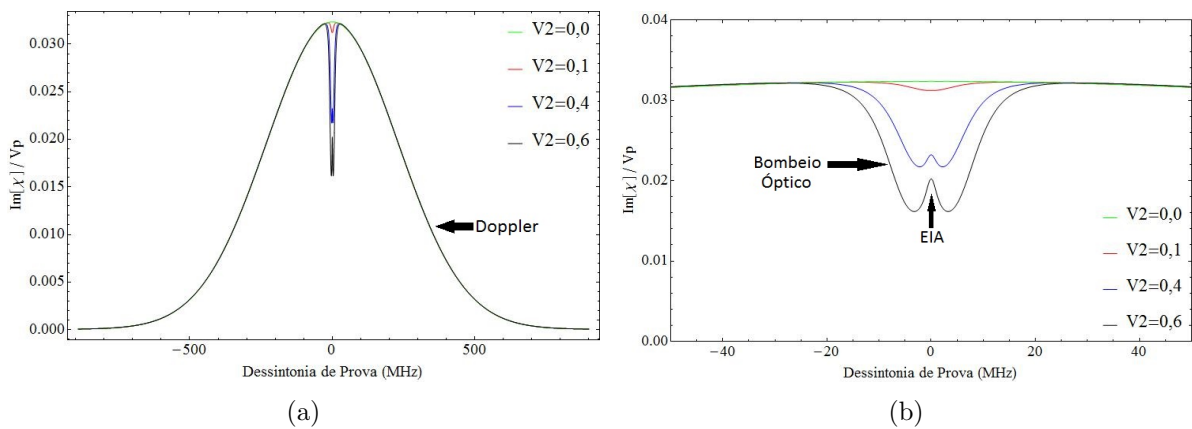 0.030
0.025
0.020
0.015
0.010
0.005
0.000
Im[χ] / Vp
V2=0,0
V2=0,1
V2=0,4
V2=0,6
Doppler
−500
0
500
Dessintonia de Prova (MHz)
(a)
0.04
0.03
0.02
0.01
0.00
Im[χ] / Vp
Bombeio
Óptico
EIA
V2=0,0
V2=0,1
V2=0,4
V2=0,6
−40
−20
0
20
40
Dessintonia de Prova (MHz)
(b)